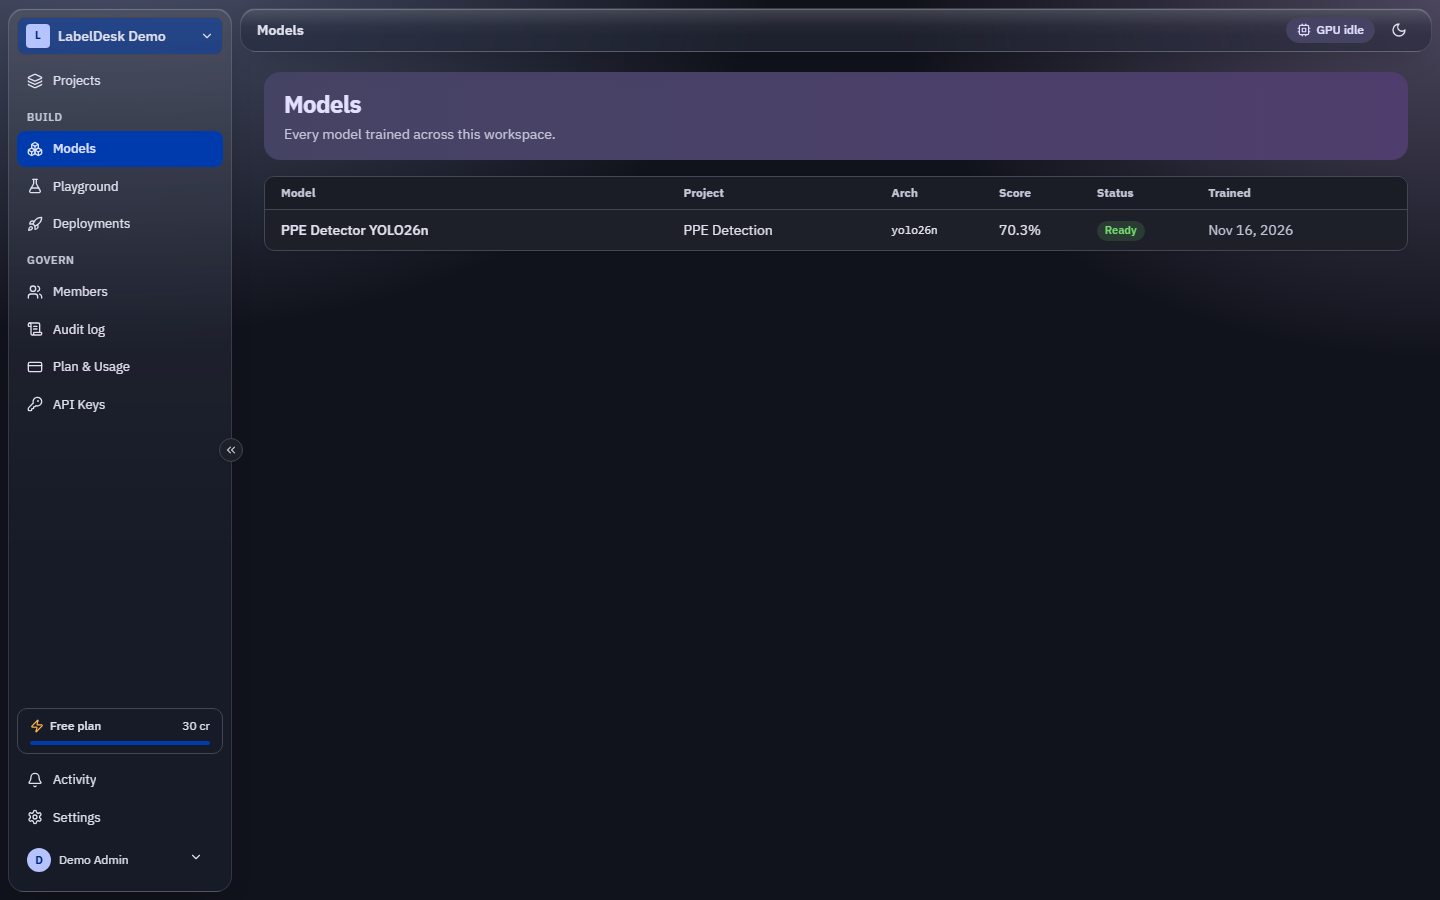 L LabelDesk Demo
Projects
BUILD
Models
Playground
Deployments
GOVERN
Members
Audit log
Plan & Usage
API Keys
Free plan 30 cr
Activity
Settings
D Demo Admin
Models GPU idle
Models
Every model trained across this workspace.
Model Project Arch Score Status Trained
PPE Detector YOLO26n PPE Detection yolo26n 70.3% Ready Nov 16, 2026